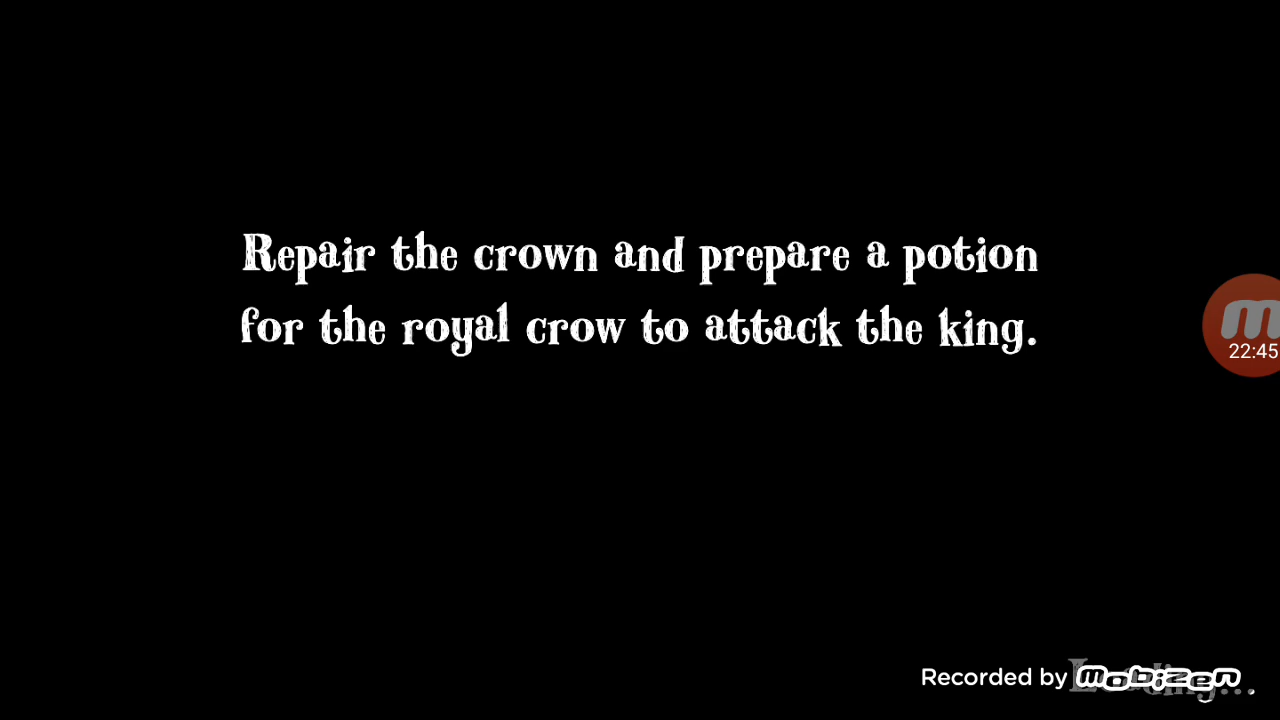 Repair the crown and prepare a potion
for the royal crow to attack the king.
22:45
Recorded by mobizen
Loading...